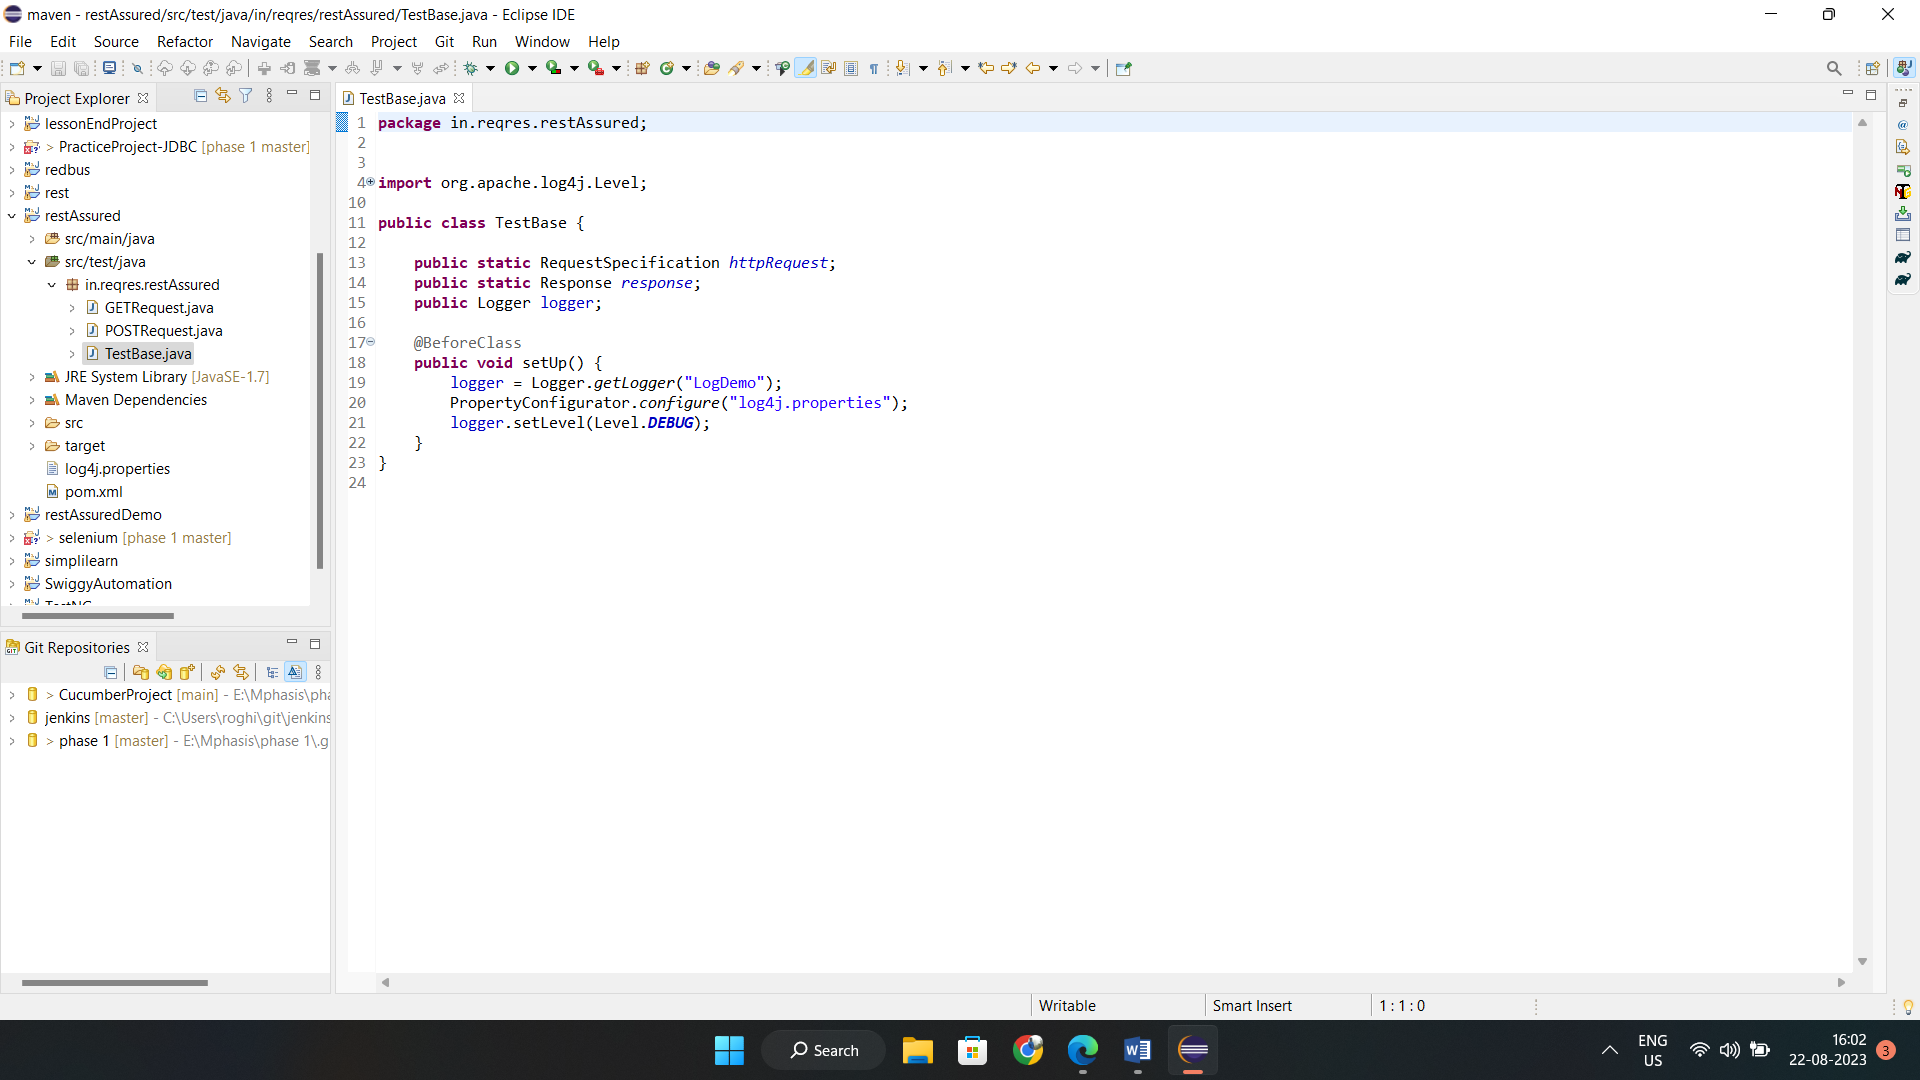 maven - restAssured/src/test/java/in/reqres/restAssured/TestBase.java - Eclipse IDE
File Edit Source Refactor Navigate Search Project Git Run Window Help
Project Explorer
lessonEndProject
> PracticeProject-JDBC [phase 1 master]
redbus
rest
restAssured
src/main/java
src/test/java
in.reqres.restAssured
GETRequest.java
POSTRequest.java
TestBase.java
JRE System Library [JavaSE-1.7]
Maven Dependencies
src
target
log4j.properties
pom.xml
restAssuredDemo
> selenium [phase 1 master]
simplilearn
SwiggyAutomation
TestNG
Git Repositories
> CucumberProject [main] - E:\Mphasis\pha
jenkins [master] - C:\Users\roghi\git\jenkins
> phase 1 [master] - E:\Mphasis\phase 1\.g
TestBase.java
1 package in.reqres.restAssured;
2
3
4 import org.apache.log4j.Level;
10
11 public class TestBase {
12
13 public static RequestSpecification httpRequest;
14 public static Response response;
15 public Logger logger;
16
17 @BeforeClass
18 public void setUp() {
19 logger = Logger.getLogger("LogDemo");
20 PropertyConfigurator.configure("log4j.properties");
21 logger.setLevel(Level.DEBUG);
22 }
23 }
24
Writable Smart Insert 1 : 1 : 0
Search
ENG
US
16:02
22-08-2023
3